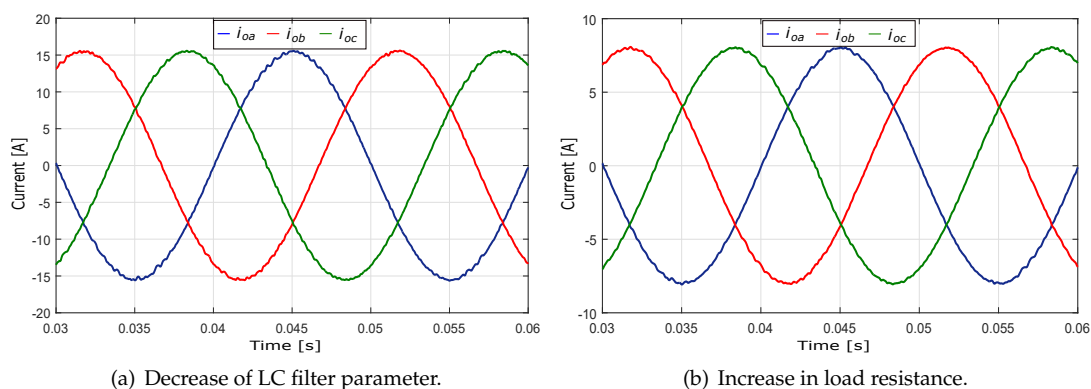 20
15
10
5
0
-5
-10
-15
-20
Current [A]
i_oa i_ob i_oc
0.03 0.035 0.04 0.045 0.05 0.055 0.06
Time [s]
(a) Decrease of LC filter parameter.
10
5
0
-5
-10
Current [A]
i_oa i_ob i_oc
0.03 0.035 0.04 0.045 0.05 0.055 0.06
Time [s]
(b) Increase in load resistance.